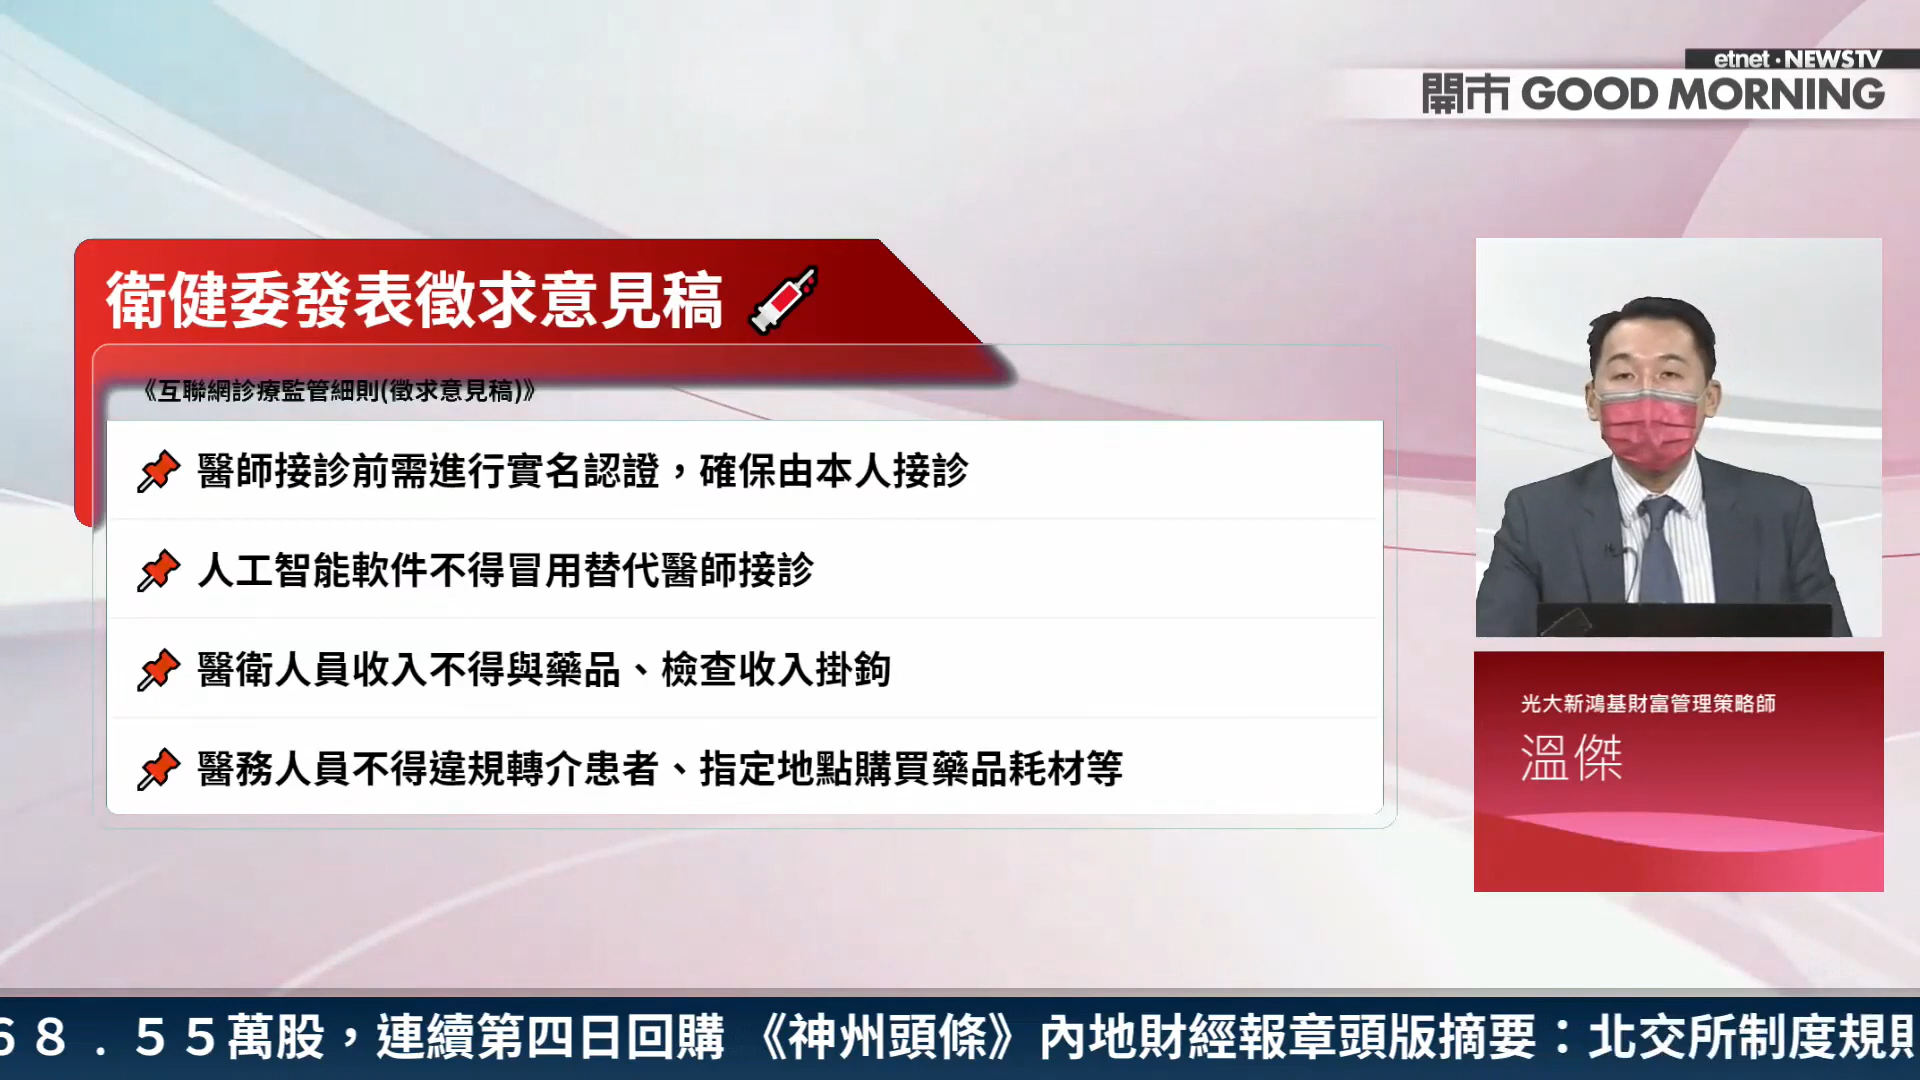 etnet · NEWSTV
開市 GOOD MORNING
衛健委發表徵求意見稿
《互聯網診療監管細則(徵求意見稿)》
醫師接診前需進行實名認證，確保由本人接診
人工智能軟件不得冒用替代醫師接診
醫衛人員收入不得與藥品、檢查收入掛鉤
醫務人員不得違規轉介患者、指定地點購買藥品耗材等
光大新鴻基財富管理策略師
溫傑
６８．５５萬股，連續第四日回購 《神州頭條》內地財經報章頭版摘要：北交所制度規則